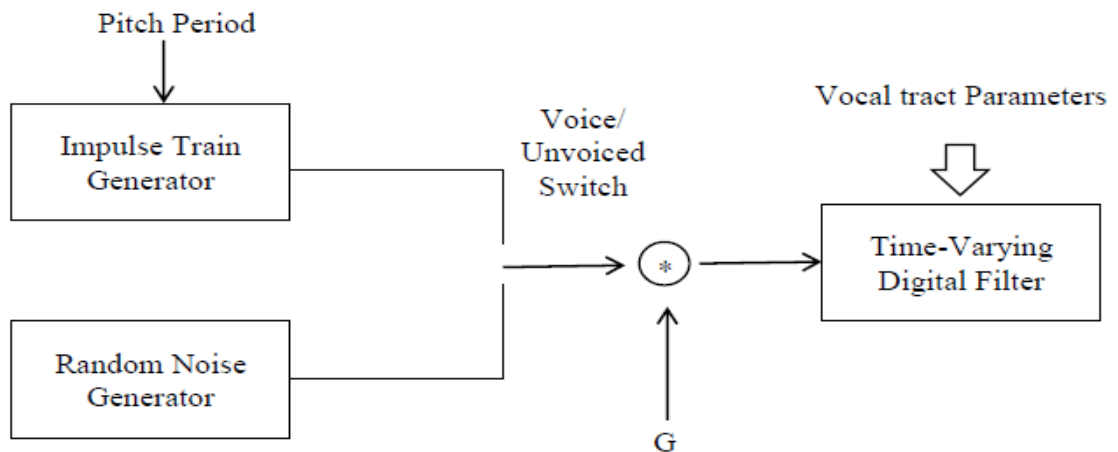 Pitch Period
Impulse Train
Generator
Voice/
Unvoiced
Switch
Vocal tract Parameters
*
Time-Varying
Digital Filter
Random Noise
Generator
G